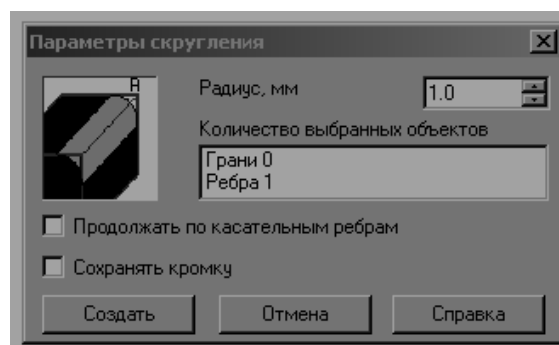 Параметры скругления
R
Радиус, мм 1.0
Количество выбранных объектов
Грани 0
Ребра 1
Продолжать по касательным ребрам
Сохранять кромку
Создать Отмена Справка